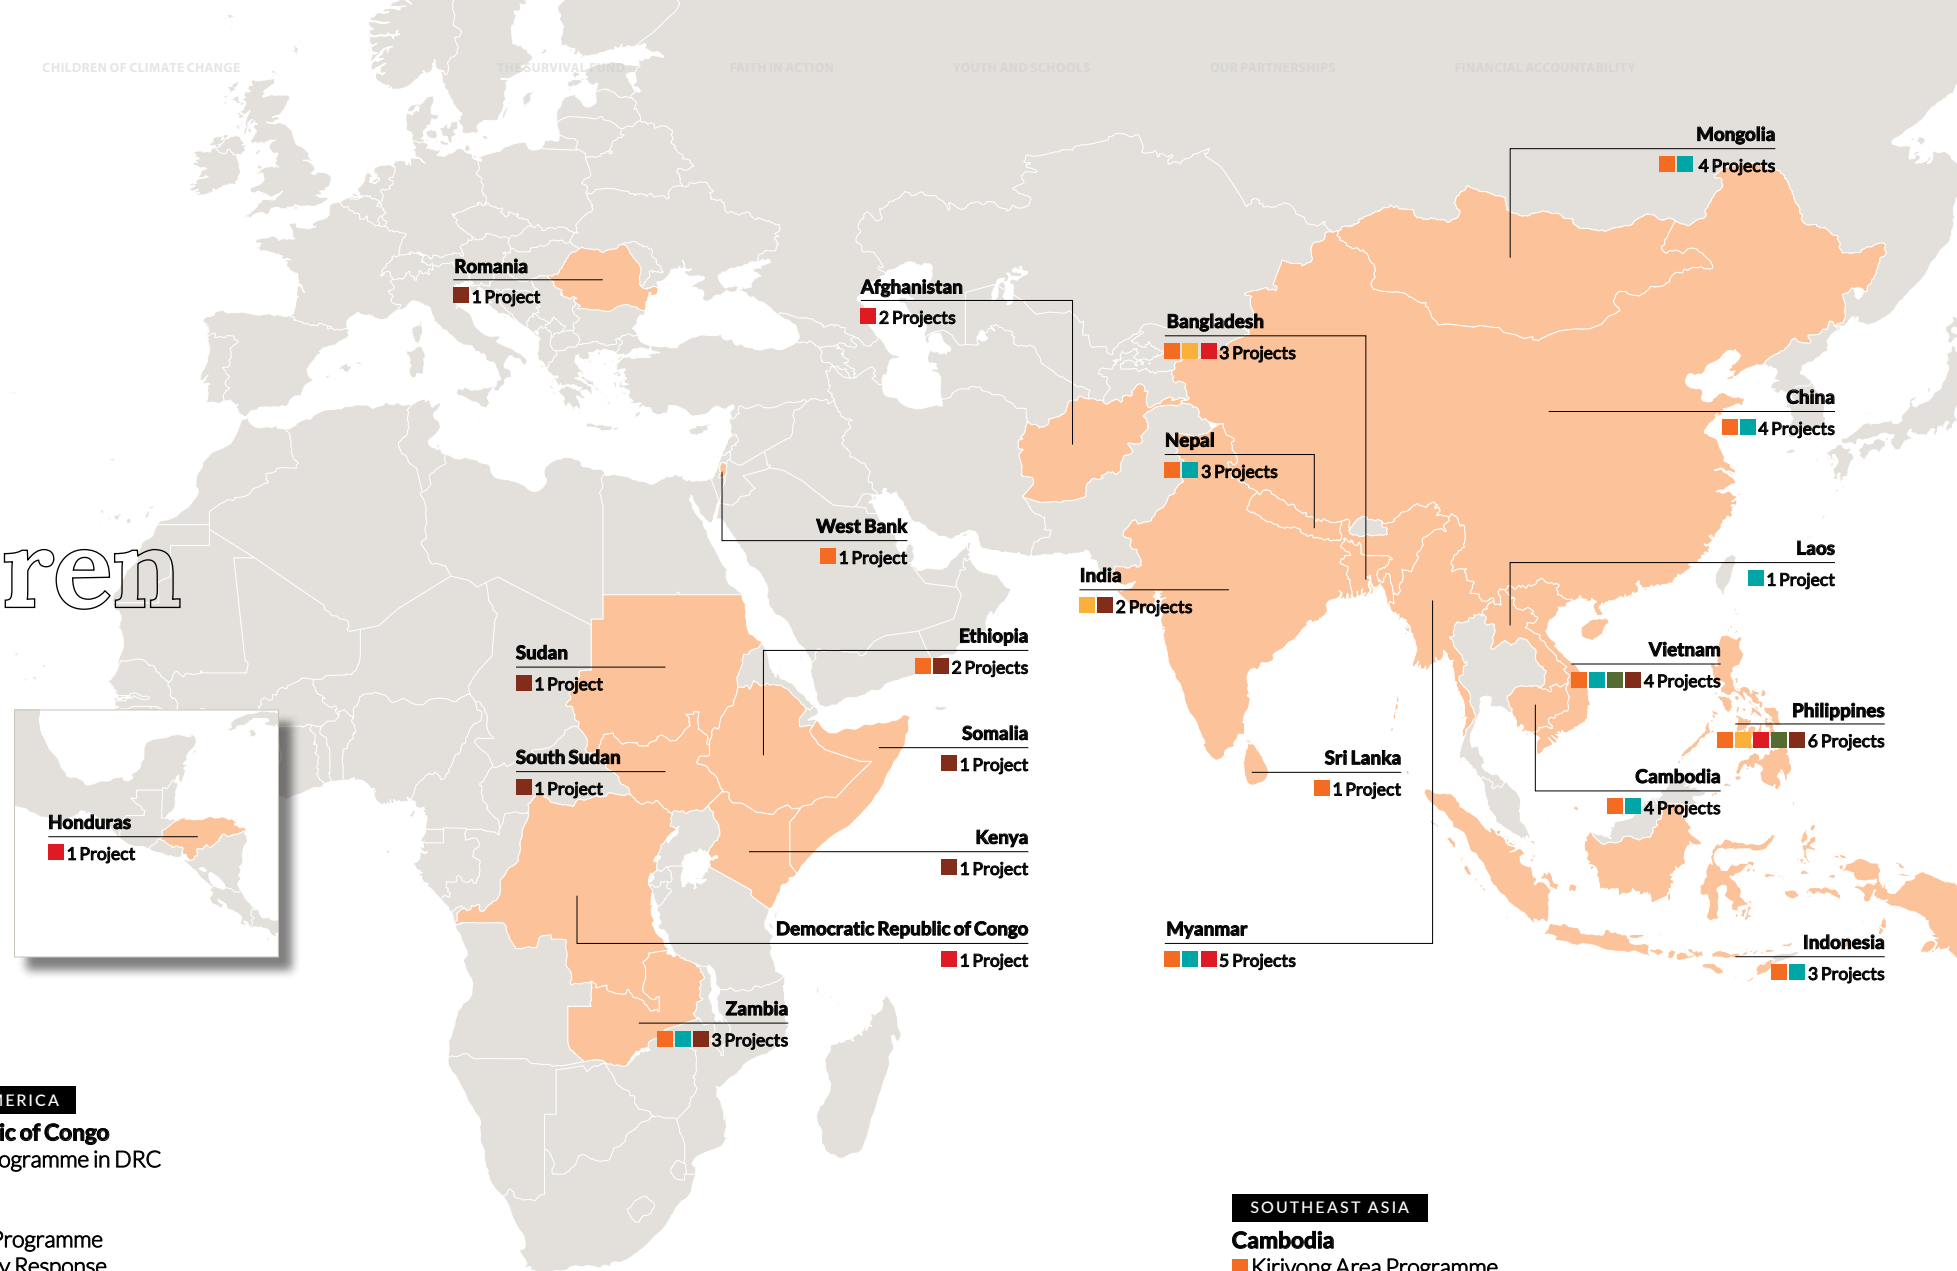 CHILDREN OF CLIMATE CHANGE
THE SURVIVAL FUND
FAITH IN ACTION
YOUTH AND SCHOOLS
OUR PARTNERSHIPS
FINANCIAL ACCOUNTABILITY
Mongolia
4 Projects
Romania
1 Project
Afghanistan
2 Projects
Bangladesh
3 Projects
China
4 Projects
Nepal
3 Projects
West Bank
1 Project
ren
India
2 Projects
Laos
1 Project
Ethiopia
2 Projects
Sudan
1 Project
Vietnam
4 Projects
Philippines
6 Projects
Somalia
1 Project
South Sudan
1 Project
Sri Lanka
1 Project
Cambodia
4 Projects
Honduras
1 Project
Kenya
1 Project
Democratic Republic of Congo
1 Project
Myanmar
5 Projects
Indonesia
3 Projects
Zambia
3 Projects
MERICA
ic of Congo
ogramme in DRC
Programme
y Response
SOUTHEAST ASIA
Cambodia
Kirivong Area Programme